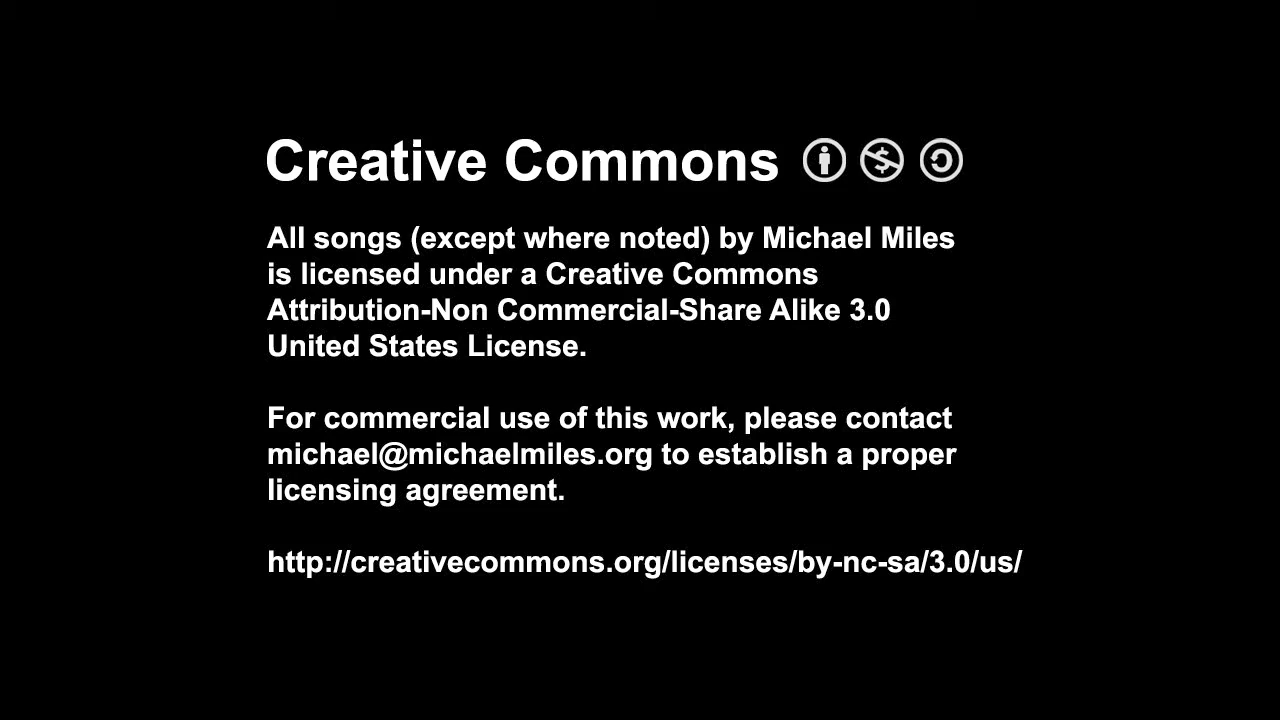 Creative Commons
All songs (except where noted) by Michael Miles
is licensed under a Creative Commons
Attribution-Non Commercial-Share Alike 3.0
United States License.
For commercial use of this work, please contact
michael@michaelmiles.org to establish a proper
licensing agreement.
http://creativecommons.org/licenses/by-nc-sa/3.0/us/